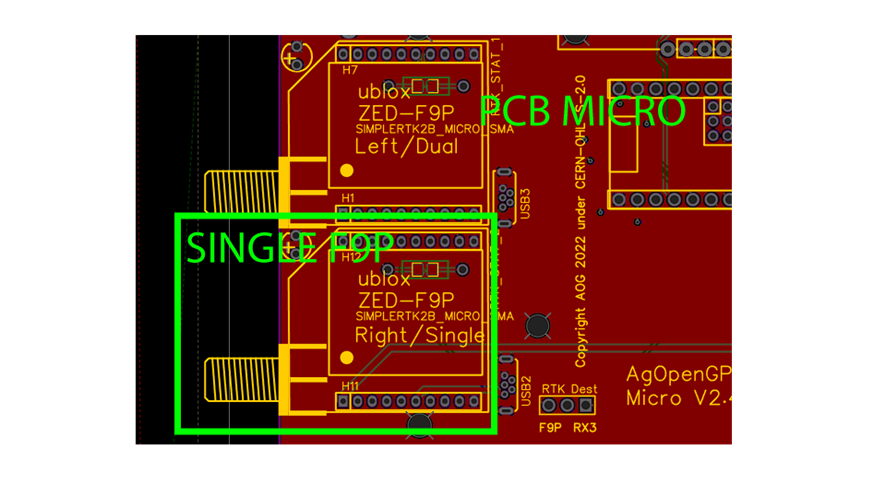 H7
ublox
ZED-F9P
SIMPLERTK2B_MICRO_SMA
Left/Dual
H1
PCB MICRO
USB3
SINGLE F9P
H12
ublox
ZED-F9P
SIMPLERTK2B_MICRO_SMA
Right/Single
H11
USB2
Copyright AOG 2022 under CERN-OHL-S-2.0
RTK Dest
F9P RX3
AgOpenGP
Micro V2.4